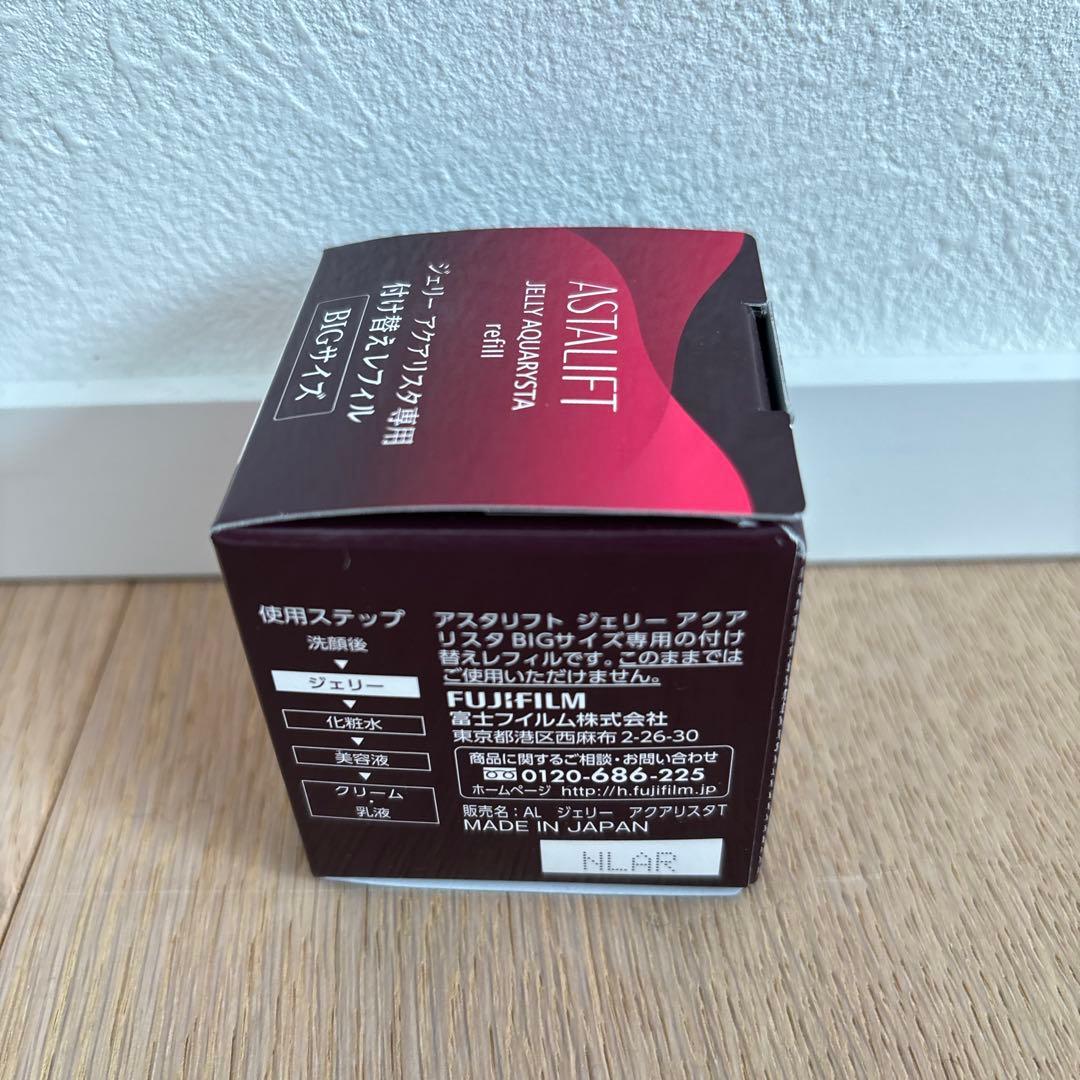 ASTALIFT
JELLY AQUARYSTA
refill
ジェリー アクアリスタ専用
付け替えレフィル
BIGサイズ
使用ステップ
洗顔後
▼
ジェリー
▼
化粧水
▼
美容液
▼
クリーム
・
乳液
アスタリフト ジェリー アクア
リスタ BIGサイズ専用の付け
替えレフィルです。このままでは
ご使用いただけません。
FUJIFILM
富士フイルム株式会社
東京都港区西麻布2-26-30
商品に関するご相談・お問い合わせ
0120-686-225
ホームページ http://h.fujifilm.jp
販売名：AL ジェリー アクアリスタT
MADE IN JAPAN
NLAR